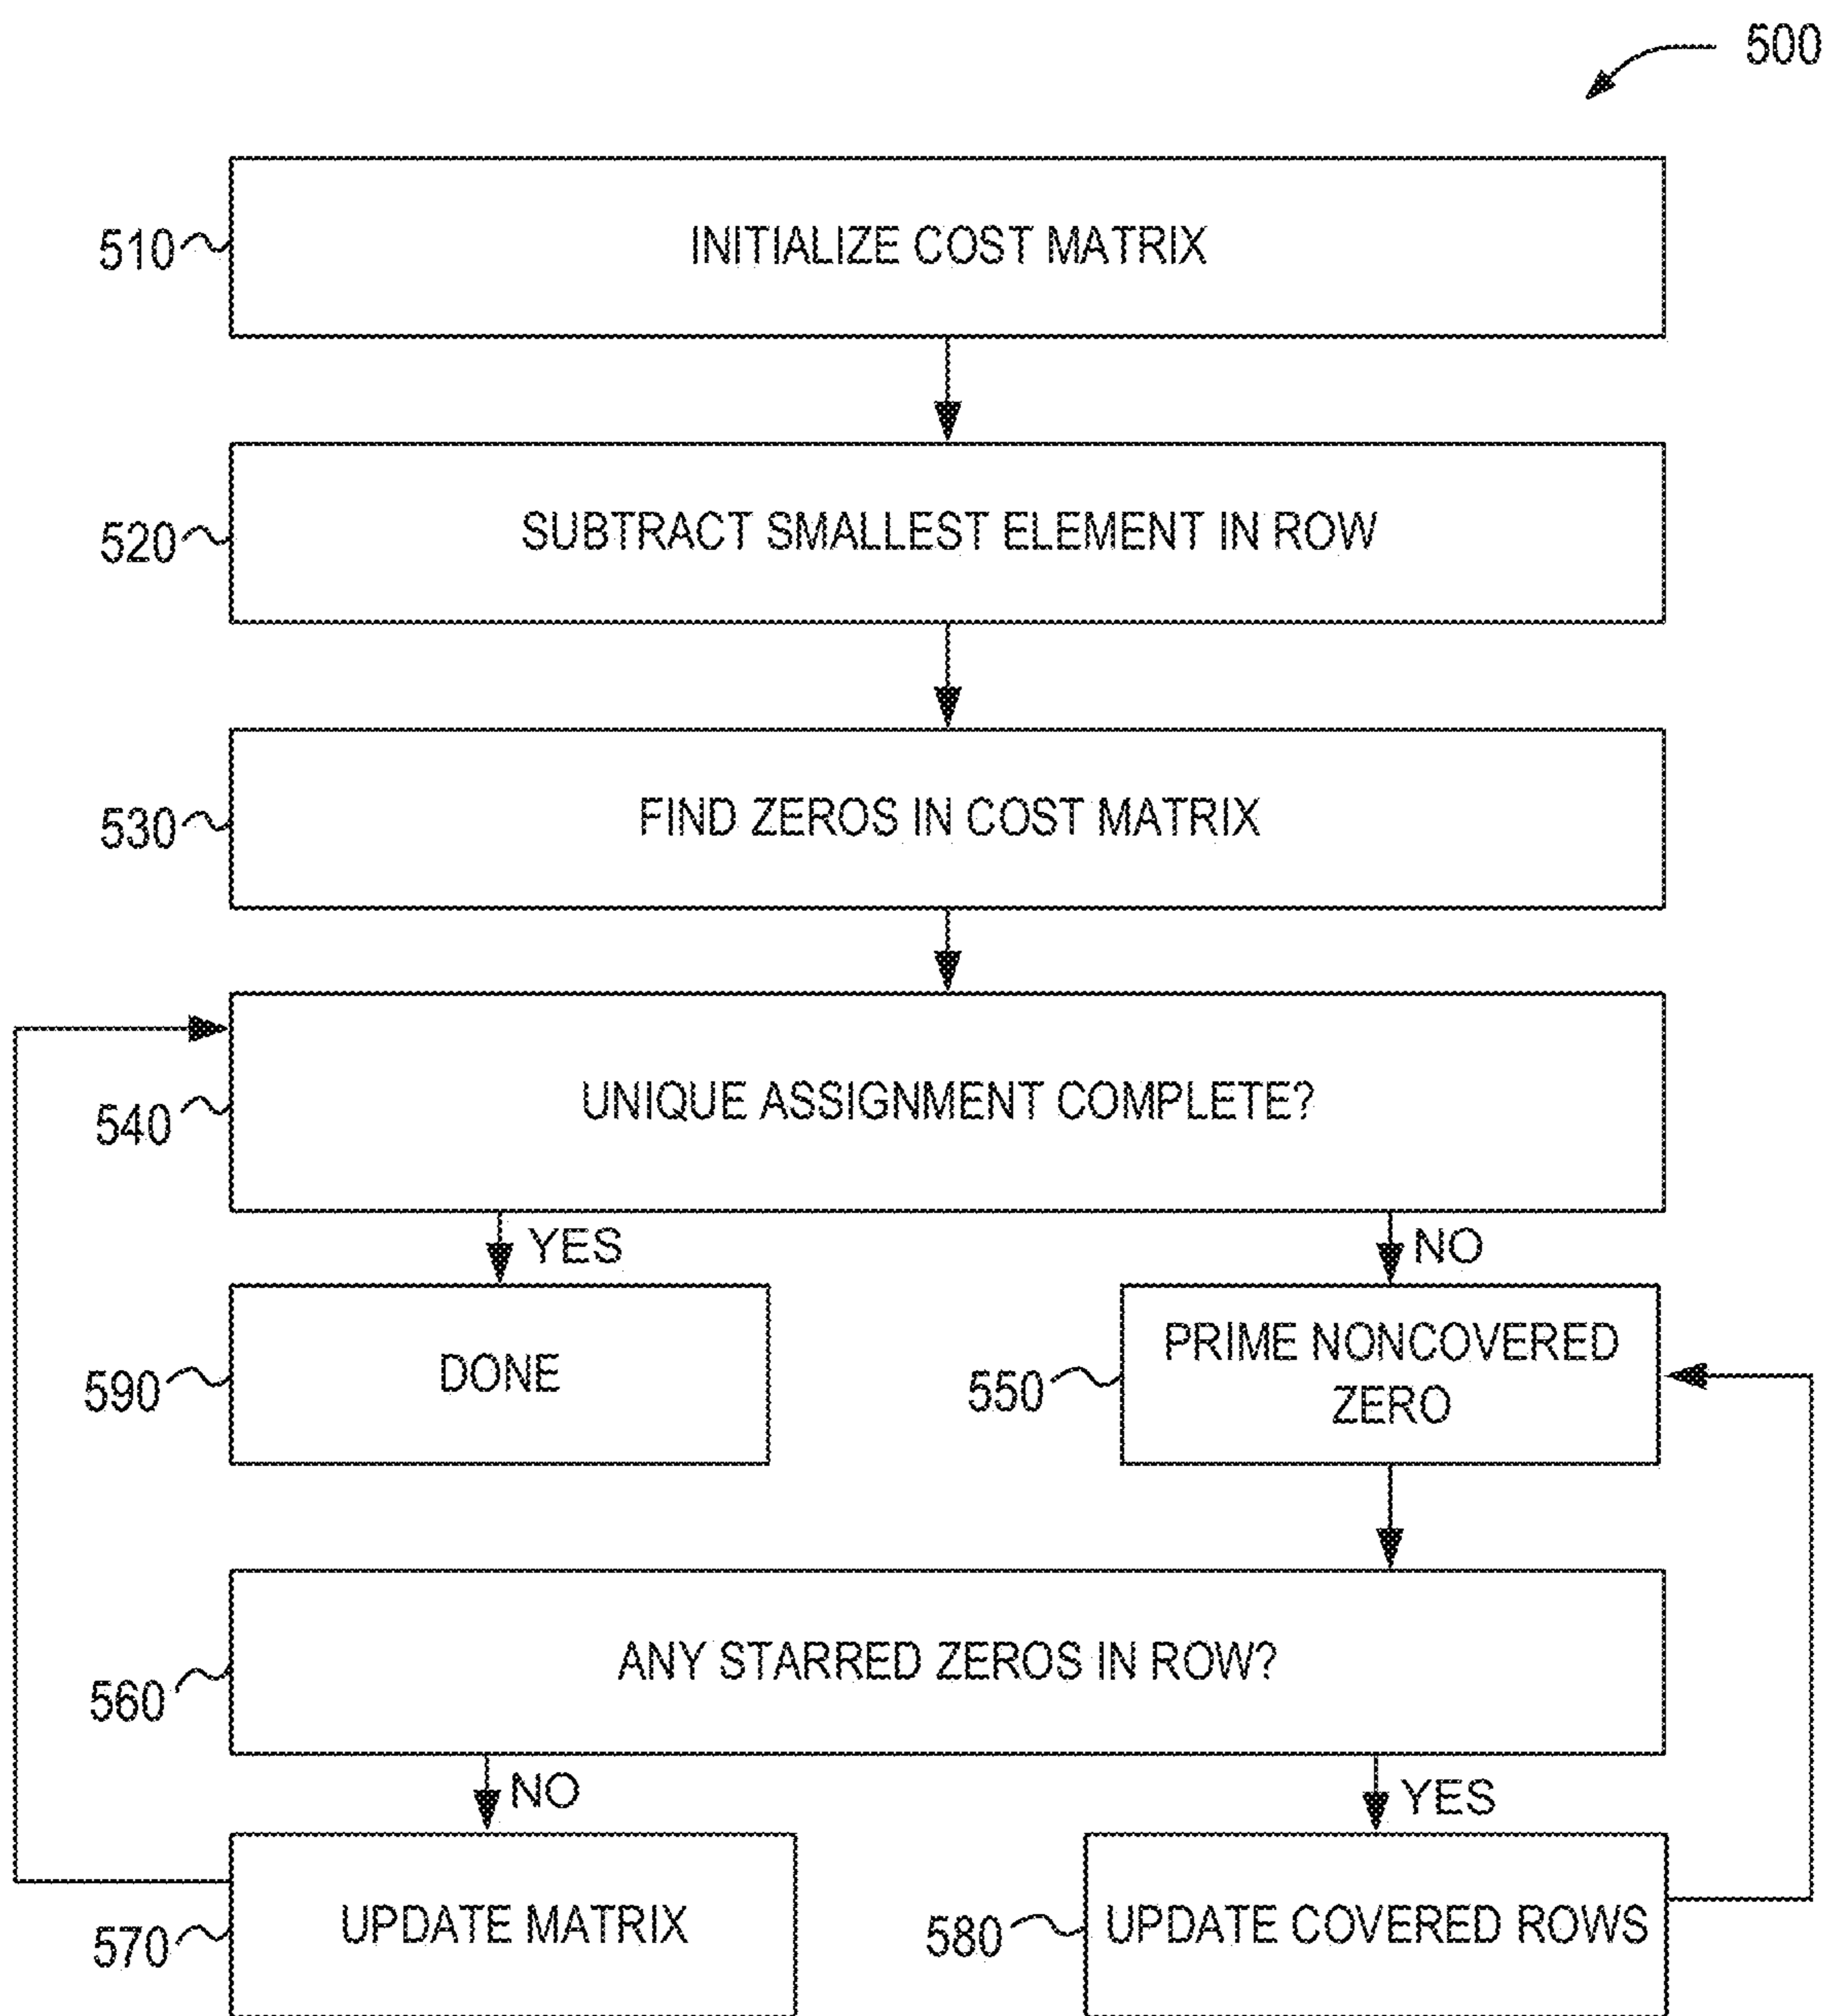 500
510
INITIALIZE COST MATRIX
520
SUBTRACT SMALLEST ELEMENT IN ROW
530
FIND ZEROS IN COST MATRIX
540
UNIQUE ASSIGNMENT COMPLETE?
YES
NO
590
DONE
550
PRIME NONCOVERED
ZERO
560
ANY STARRED ZEROS IN ROW?
NO
YES
570
UPDATE MATRIX
580
UPDATE COVERED ROWS